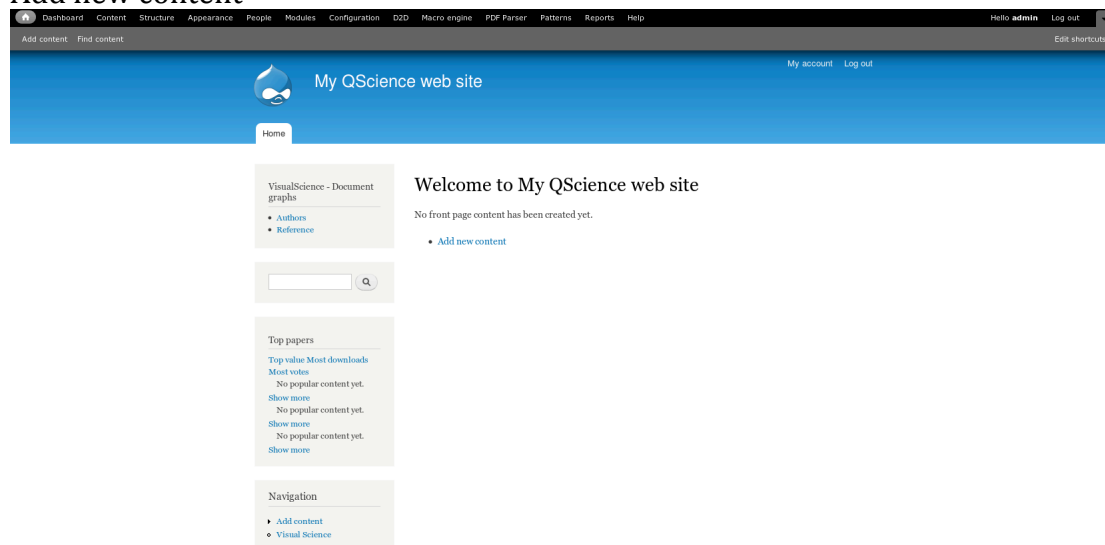 Add new content
Dashboard Content Structure Appearance People Modules Configuration D2D Macro engine PDF Parser Patterns Reports Help Hello admin Log out
Add content Find content Edit shortcuts
My account Log out
My QScience web site
Home
VisualScience - Document
graphs
Authors
Reference
Welcome to My QScience web site
No front page content has been created yet.
Add new content
Top papers
Top value Most downloads
Most votes
No popular content yet.
Show more
No popular content yet.
Show more
No popular content yet.
Show more
Navigation
Add content
Visual Science